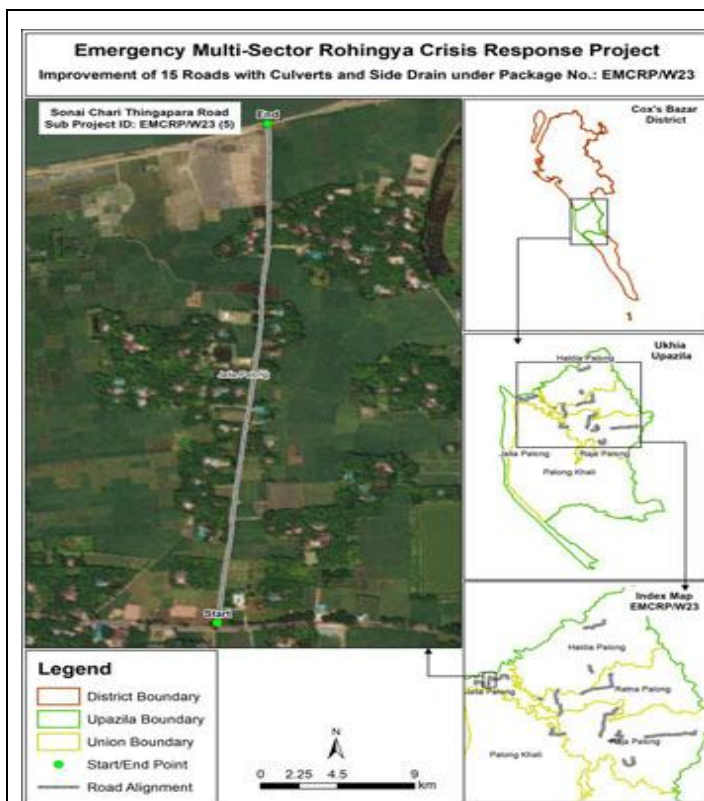 Emergency Multi-Sector Rohingya Crisis Response Project
Improvement of 15 Roads with Culverts and Side Drain under Package No.: EMCRP/W23
Sonai Chari Thingapara Road
Sub Project ID: EMCRP/W23 (5)
End
Jalia Palong
Start
Cox's Bazar
District
Ukhia
Upazila
Haldia Palong
Jalia Palong
Raja Palong
Palong Khali
Index Map
EMCRP/W23
Haldia Palong
Jalia Palong
Ratna Palong
Raja Palong
Palong Khali
Legend
District Boundary
Upazila Boundary
Union Boundary
Start/End Point
Road Alignment
N
0 2.25 4.5 9
km